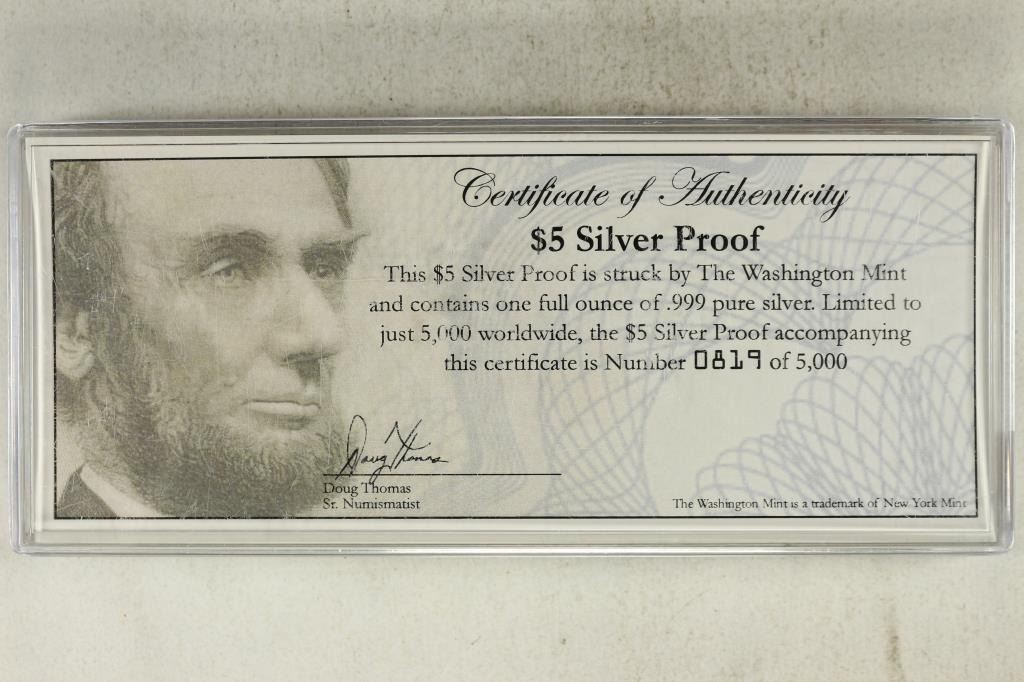 Certificate of Authenticity
$5 Silver Proof
This $5 Silver Proof is struck by The Washington Mint
and contains one full ounce of .999 pure silver. Limited to
just 5,000 worldwide, the $5 Silver Proof accompanying
this certificate is Number 0819 of 5,000
Doug Thomas
Doug Thomas
Sr. Numismatist
The Washington Mint is a trademark of New York Mint